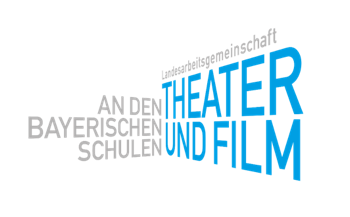 Landesarbeitsgemeinschaft
THEATER
UND FILM
AN DEN
BAYERISCHEN
SCHULEN